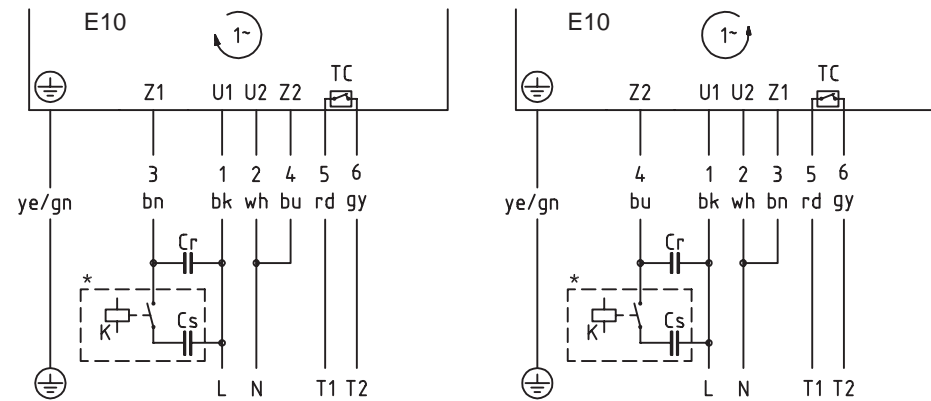 E10 1~ E10 1~
TC TC
Z1 U1 U2 Z2 Z2 U1 U2 Z1
3 1 2 4 5 6 4 1 2 3 5 6
ye/gn bn bk wh bu rd gy ye/gn bu bk wh bn rd gy
Cr Cr
* *
K Cs K Cs
L N T1 T2 L N T1 T2